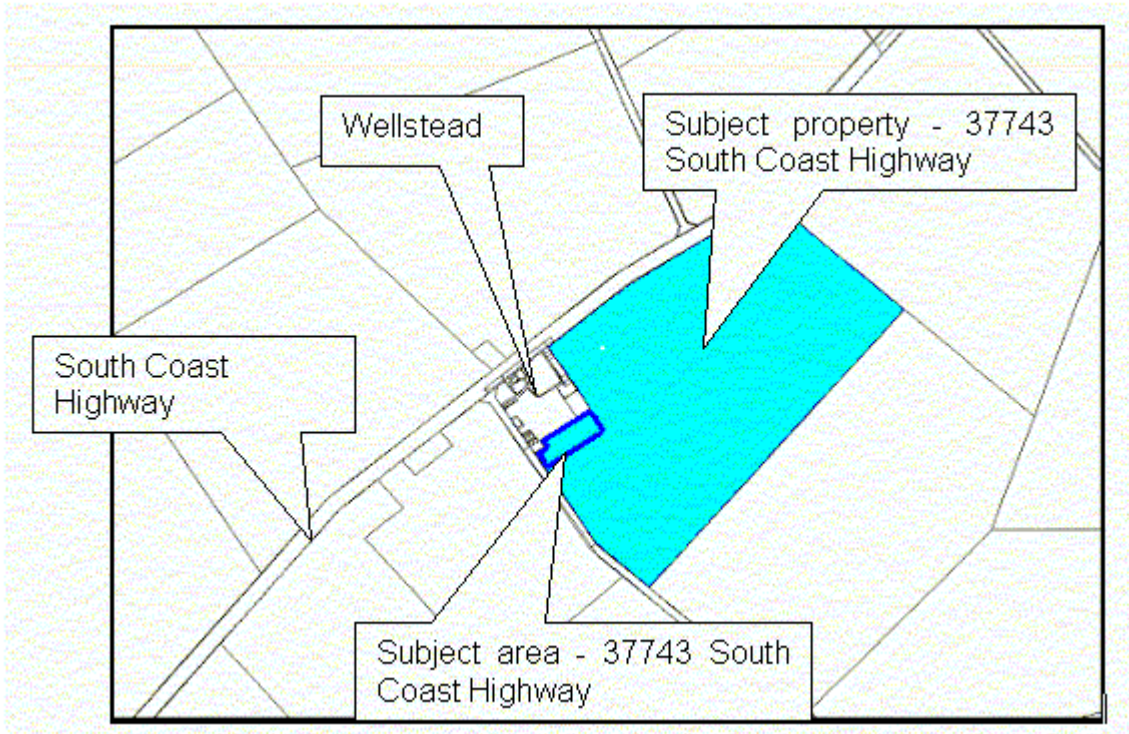 Wellstead
Subject property - 37743
South Coast Highway
South Coast
Highway
Subject area - 37743 South
Coast Highway